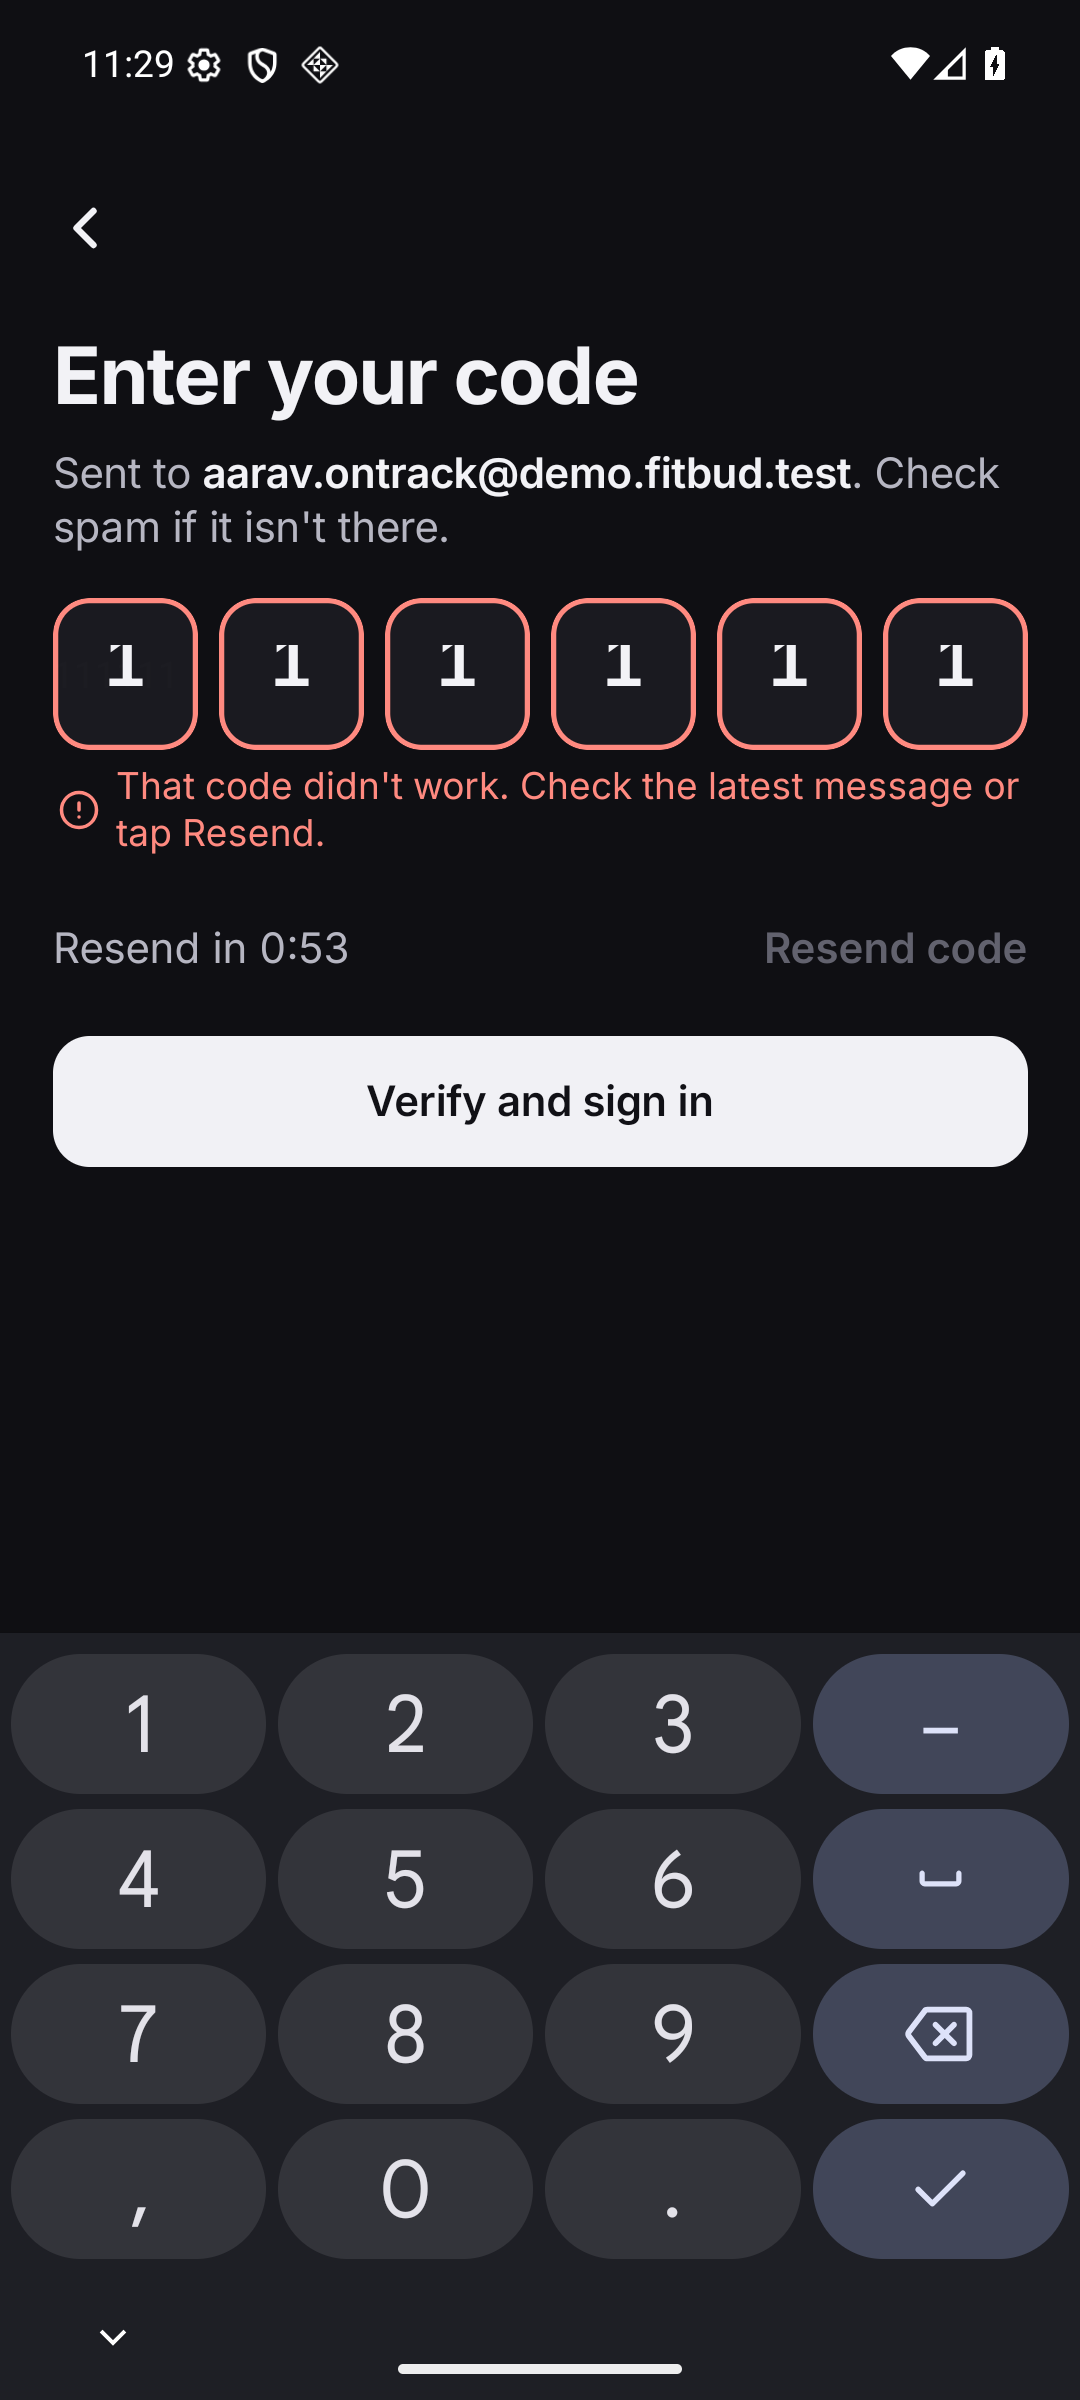 11:29
Enter your code
Sent to aarav.ontrack@demo.fitbud.test. Check
spam if it isn't there.
1 1 1 1 1 1
That code didn't work. Check the latest message or
tap Resend.
Resend in 0:53 Resend code
Verify and sign in
1 2 3 –
4 5 6
7 8 9
, 0 .